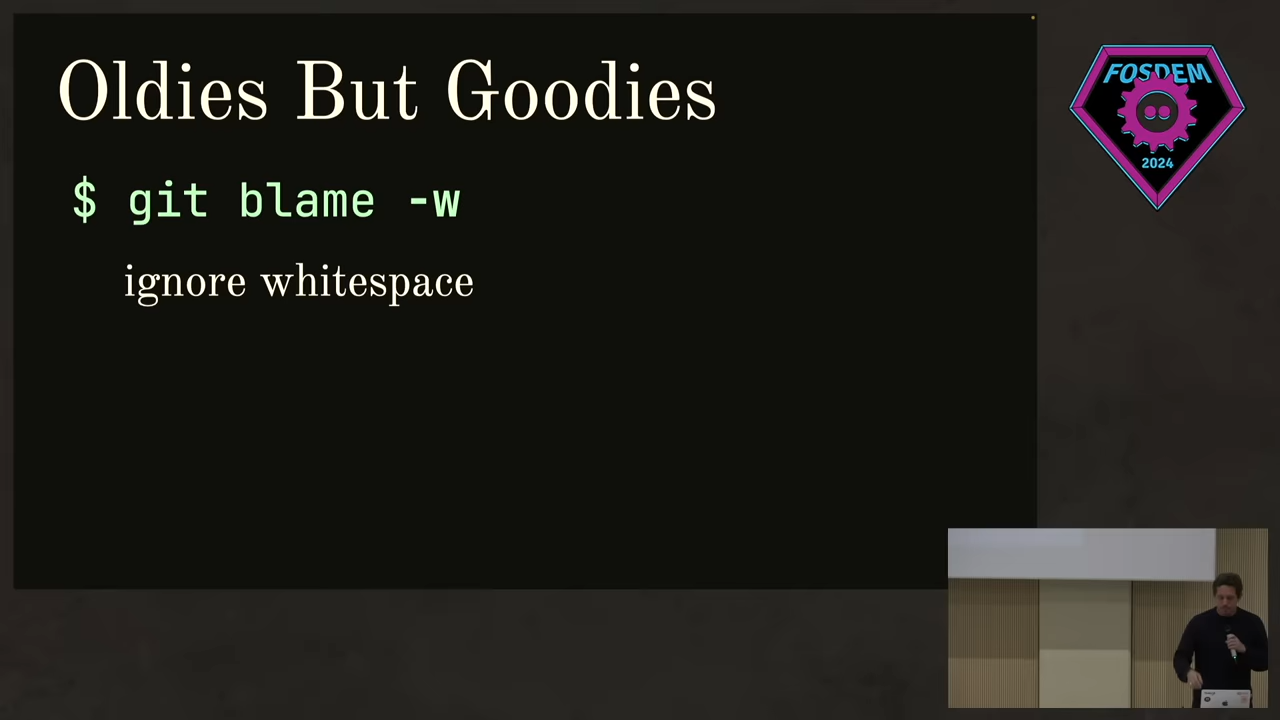 Oldies But Goodies
$ git blame -w
ignore whitespace
FOSDEM
2024